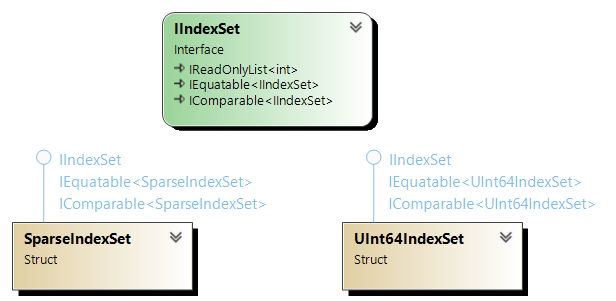 IIndexSet
Interface
IReadOnlyList<int>
IEquatable<IIndexSet>
IComparable<IIndexSet>
IIndexSet
IEquatable<SparseIndexSet>
IComparable<SparseIndexSet>
SparseIndexSet
Struct
IIndexSet
IEquatable<UInt64IndexSet>
IComparable<UInt64IndexSet>
UInt64IndexSet
Struct